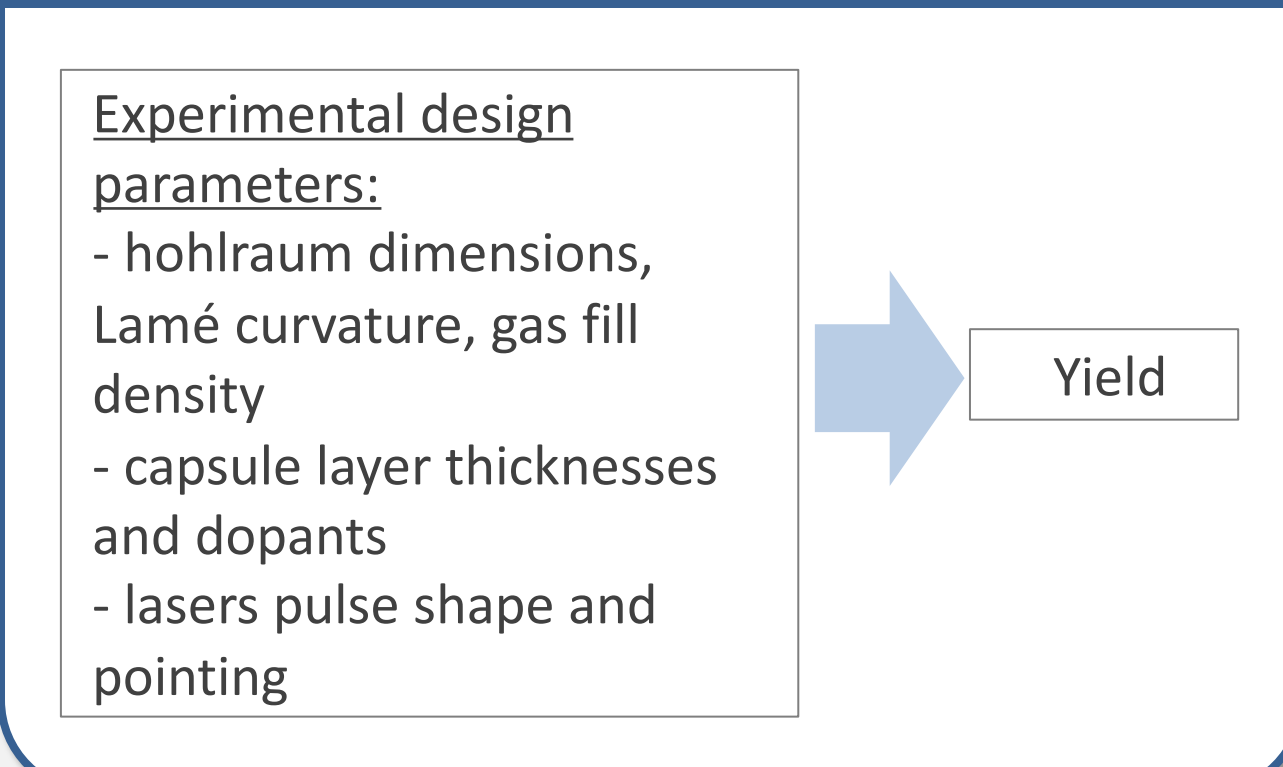 Experimental design
parameters:
- hohlraum dimensions,
Lamé curvature, gas fill
density
- capsule layer thicknesses
and dopants
- lasers pulse shape and
pointing
Yield